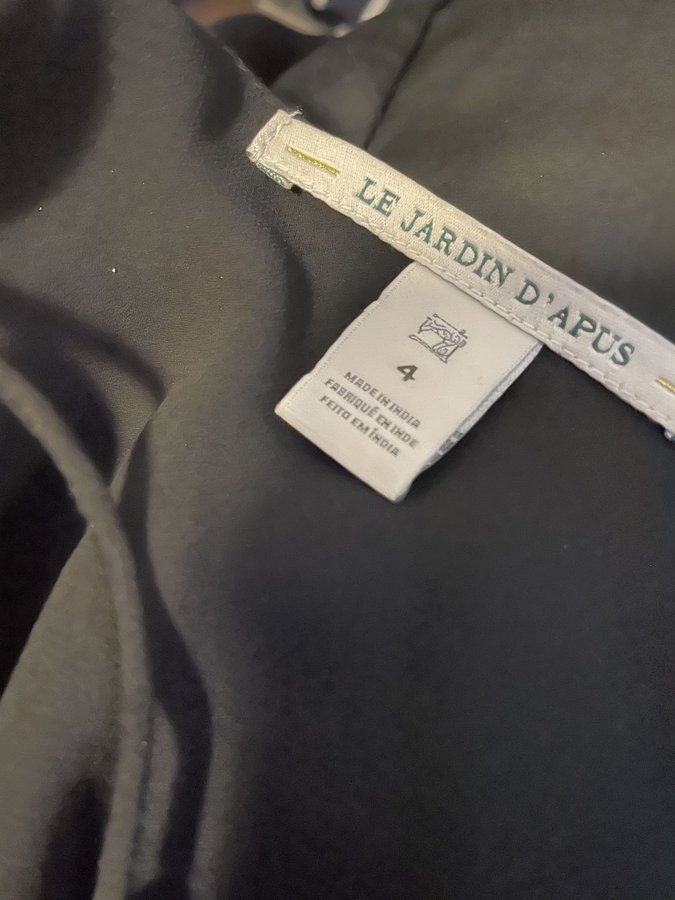 LE JARDIN D'APUS
4
MADE IN INDIA
FABRIQUÉ EN INDE
FEITO EM ÍNDIA